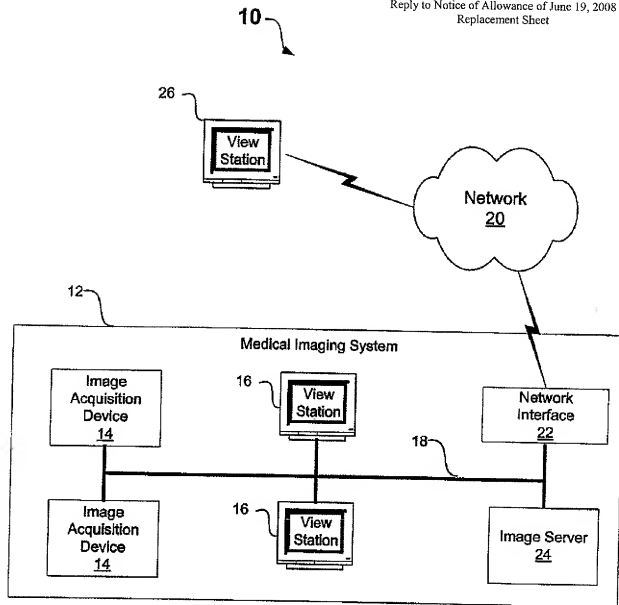 Reply to Notice of Allowance of June 19, 2008
Replacement Sheet
10
26
View
Station
Network
20
12
Medical Imaging System
Image
Acquisition
Device
14
16
View
Station
Network
Interface
22
18
Image
Acquisition
Device
14
16
View
Station
Image Server
24